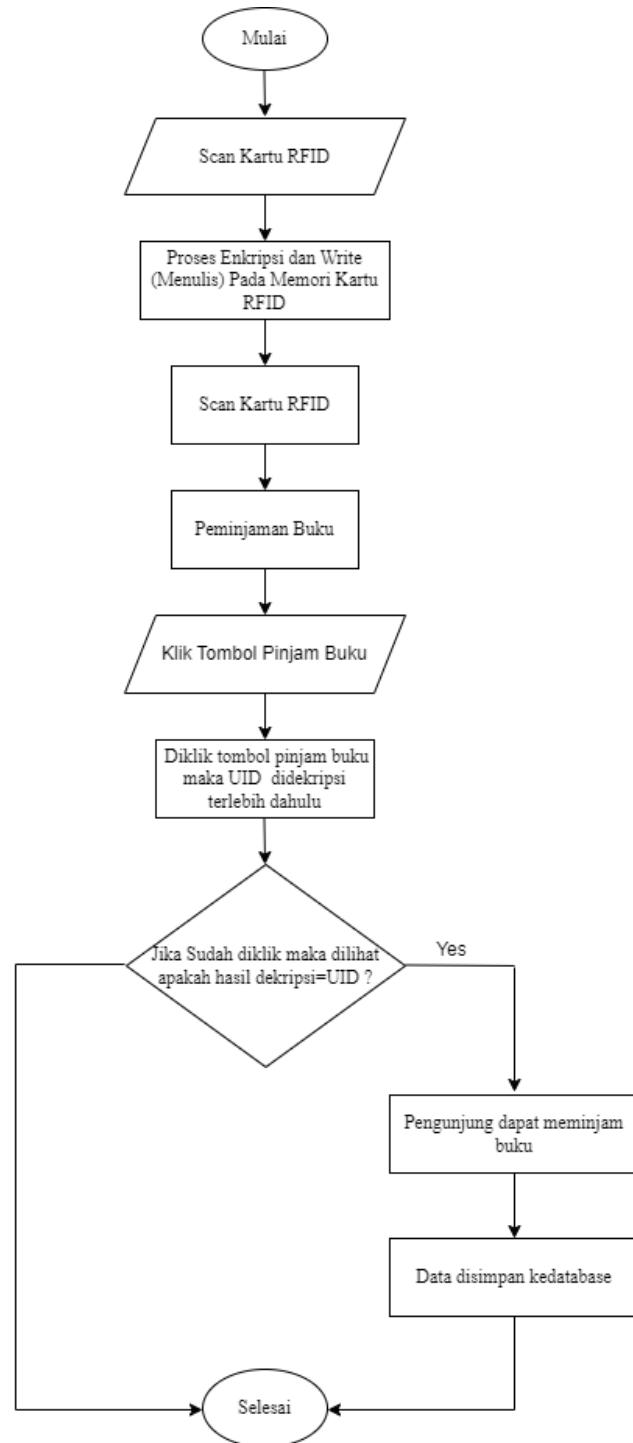 Mulai
Scan Kartu RFID
Proses Enkripsi dan Write
(Menulis) Pada Memori Kartu
RFID
Scan Kartu RFID
Peminjaman Buku
Klik Tombol Pinjam Buku
Diklik tombol pinjam buku
maka UID didekripsi
terlebih dahulu
Jika Sudah diklik maka dilihat
apakah hasil dekripsi=UID ?
Yes
Pengunjung dapat meminjam
buku
Data disimpan kedatabase
Selesai